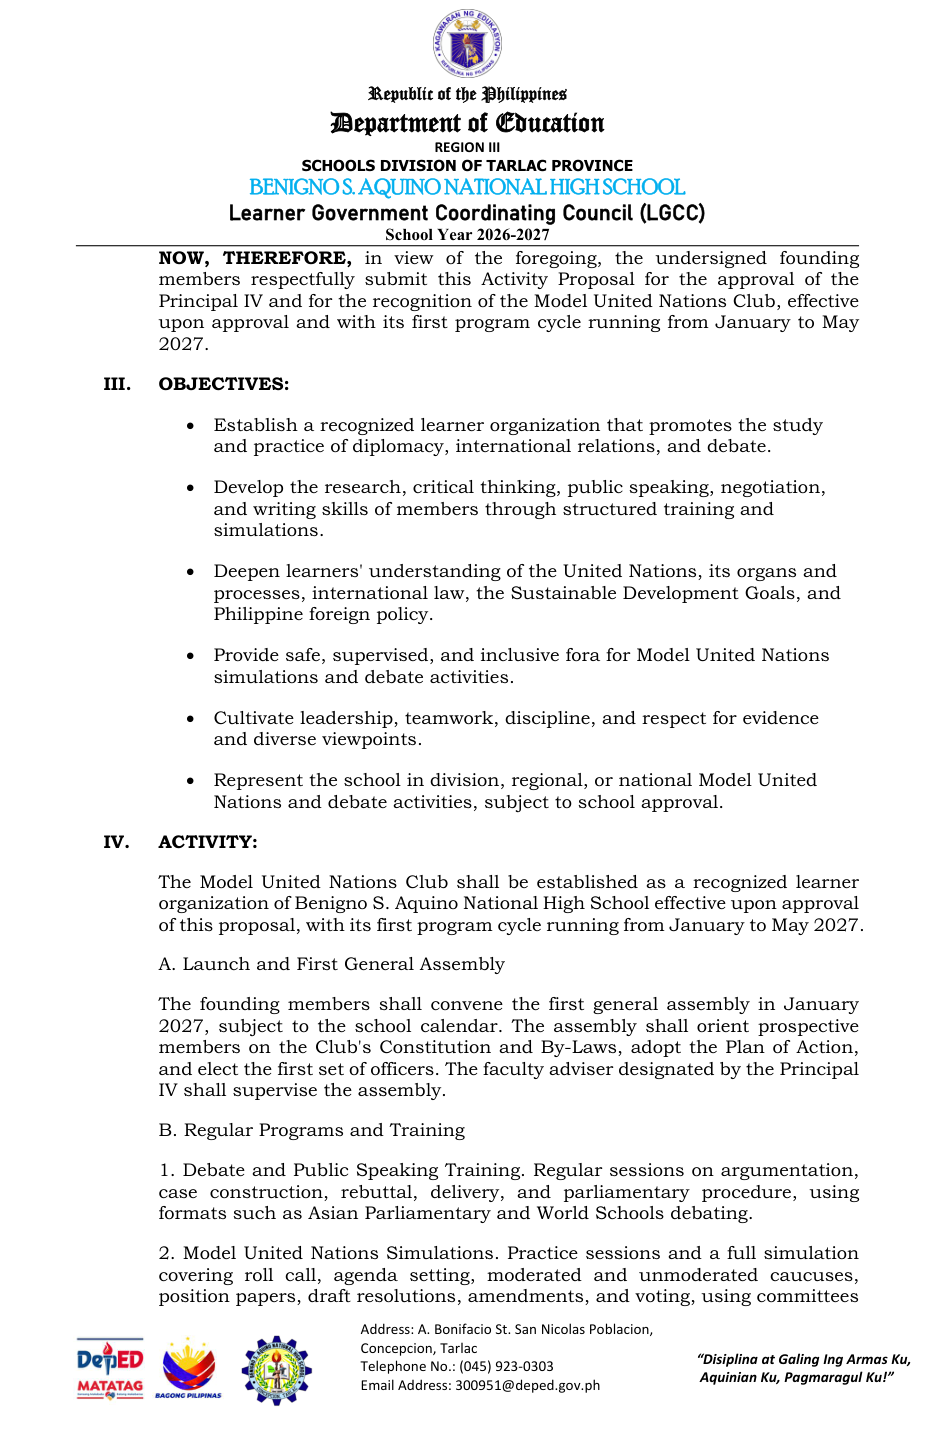 KAGAWARAN NG EDUKASYON
REPUBLIKA NG PILIPINAS
Republic of the Philippines
Department of Education
REGION III
SCHOOLS DIVISION OF TARLAC PROVINCE
BENIGNO S. AQUINO NATIONAL HIGH SCHOOL
Learner Government Coordinating Council (LGCC)
School Year 2026-2027
NOW, THEREFORE, in view of the foregoing, the undersigned founding
members respectfully submit this Activity Proposal for the approval of the
Principal IV and for the recognition of the Model United Nations Club, effective
upon approval and with its first program cycle running from January to May
2027.
III. OBJECTIVES:
• Establish a recognized learner organization that promotes the study
and practice of diplomacy, international relations, and debate.
• Develop the research, critical thinking, public speaking, negotiation,
and writing skills of members through structured training and
simulations.
• Deepen learners' understanding of the United Nations, its organs and
processes, international law, the Sustainable Development Goals, and
Philippine foreign policy.
• Provide safe, supervised, and inclusive fora for Model United Nations
simulations and debate activities.
• Cultivate leadership, teamwork, discipline, and respect for evidence
and diverse viewpoints.
• Represent the school in division, regional, or national Model United
Nations and debate activities, subject to school approval.
IV. ACTIVITY:
The Model United Nations Club shall be established as a recognized learner
organization of Benigno S. Aquino National High School effective upon approval
of this proposal, with its first program cycle running from January to May 2027.
A. Launch and First General Assembly
The founding members shall convene the first general assembly in January
2027, subject to the school calendar. The assembly shall orient prospective
members on the Club's Constitution and By-Laws, adopt the Plan of Action,
and elect the first set of officers. The faculty adviser designated by the Principal
IV shall supervise the assembly.
B. Regular Programs and Training
1. Debate and Public Speaking Training. Regular sessions on argumentation,
case construction, rebuttal, delivery, and parliamentary procedure, using
formats such as Asian Parliamentary and World Schools debating.
2. Model United Nations Simulations. Practice sessions and a full simulation
covering roll call, agenda setting, moderated and unmoderated caucuses,
position papers, draft resolutions, amendments, and voting, using committees
DepED
MATATAG
BAGONG PILIPINAS
Address: A. Bonifacio St. San Nicolas Poblacion,
Concepcion, Tarlac
Telephone No.: (045) 923-0303
Email Address: 300951@deped.gov.ph
“Disiplina at Galing Ing Armas Ku,
Aquinian Ku, Pagmaragul Ku!”